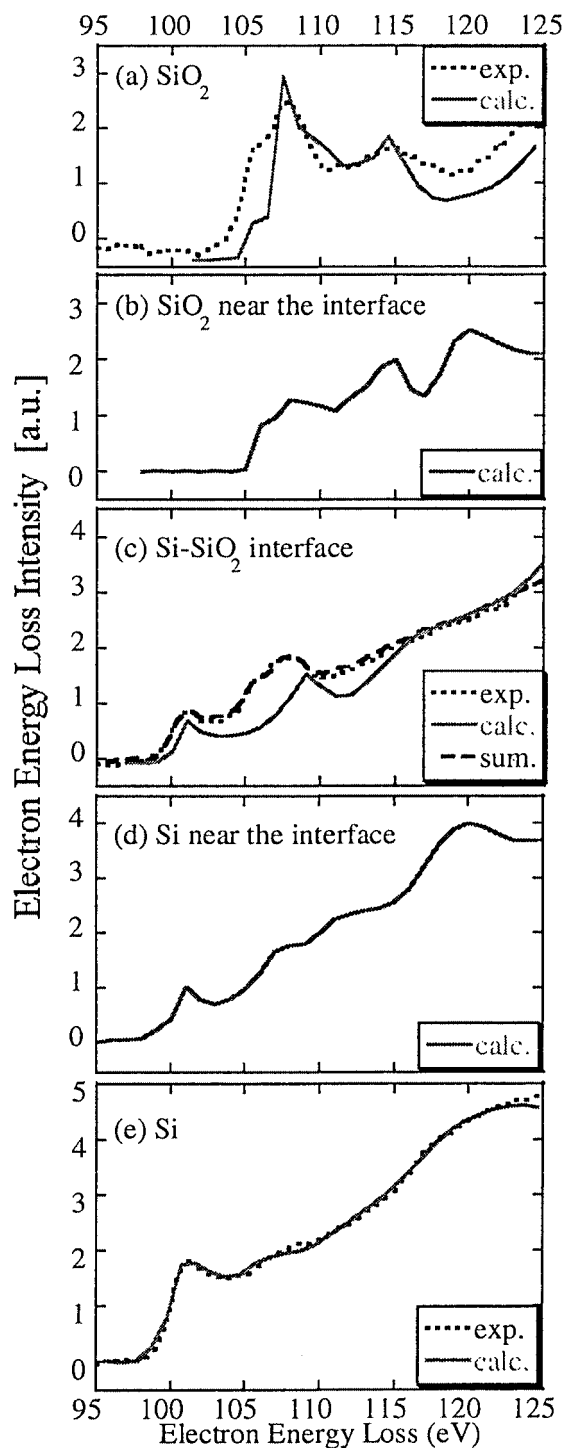 95 100 105 110 115 120 125
3
2
1
0
(a) SiO2
exp.
calc.
3
2
1
0
(b) SiO2 near the interface
calc.
4
3
2
1
0
(c) Si-SiO2 interface
exp.
calc.
sum.
4
3
2
1
0
(d) Si near the interface
calc.
5
4
3
2
1
0
(e) Si
exp.
calc.
95 100 105 110 115 120 125
Electron Energy Loss (eV)
Electron Energy Loss Intensity [a.u.]